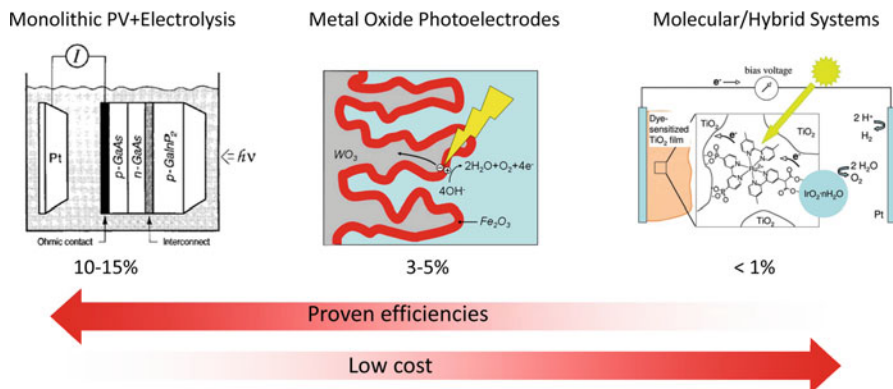 Monolithic PV+Electrolysis
I
Pt
p-GaAs
n-GaAs
p-GaInP2
hν
Ohmic contact
Interconnect
10-15%
Metal Oxide Photoelectrodes
WO3
2H2O+O2+4e-
4OH-
Fe2O3
3-5%
Molecular/Hybrid Systems
bias voltage
e-
Dye-
sensitized
TiO2 film
TiO2
TiO2
e-
e-
TiO2
IrO2·nH2O
2 H+
H2
2 H2O
O2
Pt
< 1%
Proven efficiencies
Low cost